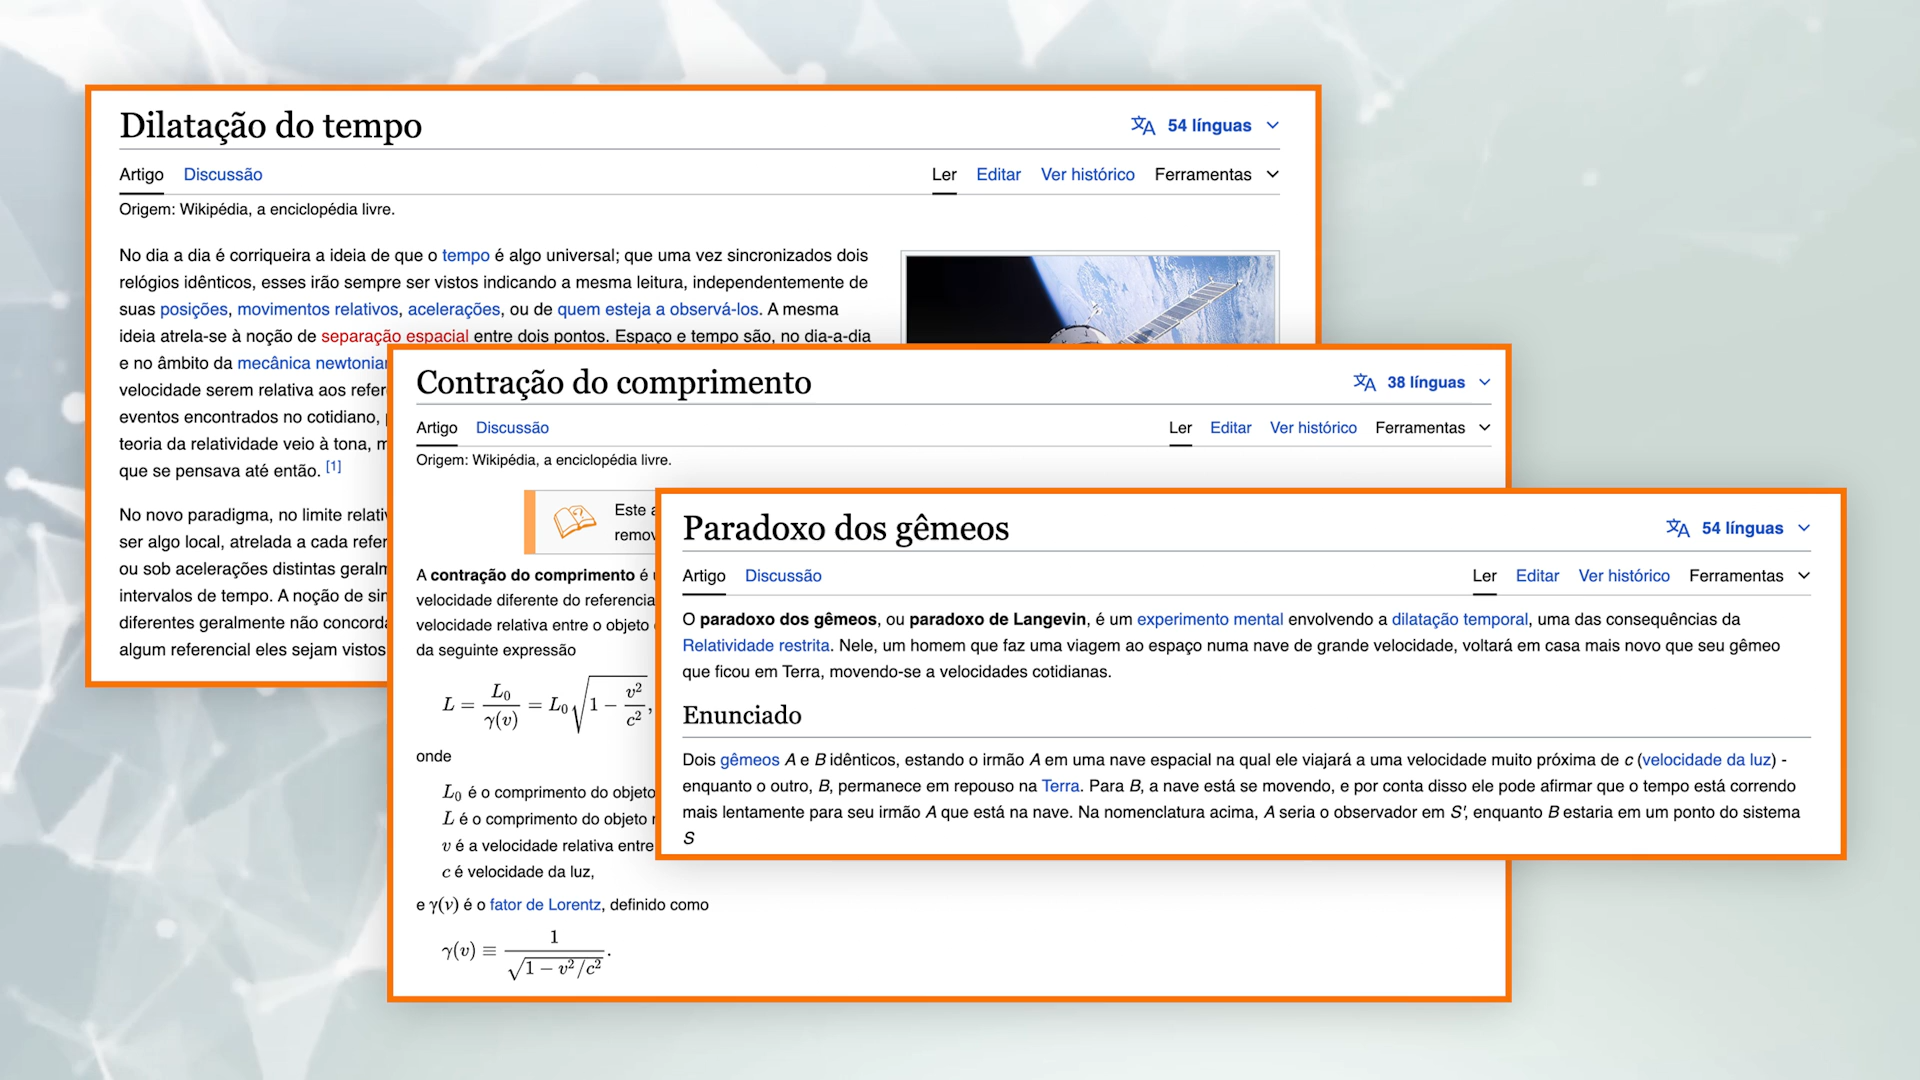 Dilatação do tempo
54 línguas
Artigo Discussão
Ler Editar Ver histórico Ferramentas
Origem: Wikipédia, a enciclopédia livre.
No dia a dia é corriqueira a ideia de que o tempo é algo universal; que uma vez sincronizados dois
relógios idênticos, esses irão sempre ser vistos indicando a mesma leitura, independentemente de
suas posições, movimentos relativos, acelerações, ou de quem esteja a observá-los. A mesma
ideia atrela-se à noção de separação espacial entre dois pontos. Espaço e tempo são, no dia-a-dia
e no âmbito da mecânica
velocidade serem relativa aos
eventos encontrados no cotidiano,
teoria da relatividade veio à tona,
que se pensava até então. [1]
No novo paradigma, no limite
ser algo local, atrelada a cada
ou sob acelerações distintas
intervalos de tempo. A noção de
diferentes geralmente não
algum referencial eles sejam vistos
Contração do comprimento
38 línguas
Artigo Discussão
Ler Editar Ver histórico Ferramentas
Origem: Wikipédia, a enciclopédia livre.
Este
A contração do comprimento é
velocidade diferente do
velocidade relativa entre o objeto
da seguinte expressão
L = L₀/γ(v) = L₀√(1 − v²/c²),
onde
L₀ é o comprimento do objeto
L é o comprimento do objeto
v é a velocidade relativa entre
c é velocidade da luz,
e γ(v) é o fator de Lorentz, definido como
γ(v) ≡ 1/√(1 − v²/c²).
Paradoxo dos gêmeos
54 línguas
Artigo Discussão
Ler Editar Ver histórico Ferramentas
O paradoxo dos gêmeos, ou paradoxo de Langevin, é um experimento mental envolvendo a dilatação temporal, uma das consequências da
Relatividade restrita. Nele, um homem que faz uma viagem ao espaço numa nave de grande velocidade, voltará em casa mais novo que seu gêmeo
que ficou em Terra, movendo-se a velocidades cotidianas.
Enunciado
Dois gêmeos A e B idênticos, estando o irmão A em uma nave espacial na qual ele viajará a uma velocidade muito próxima de c (velocidade da luz) -
enquanto o outro, B, permanece em repouso na Terra. Para B, a nave está se movendo, e por conta disso ele pode afirmar que o tempo está correndo
mais lentamente para seu irmão A que está na nave. Na nomenclatura acima, A seria o observador em S', enquanto B estaria em um ponto do sistema
S